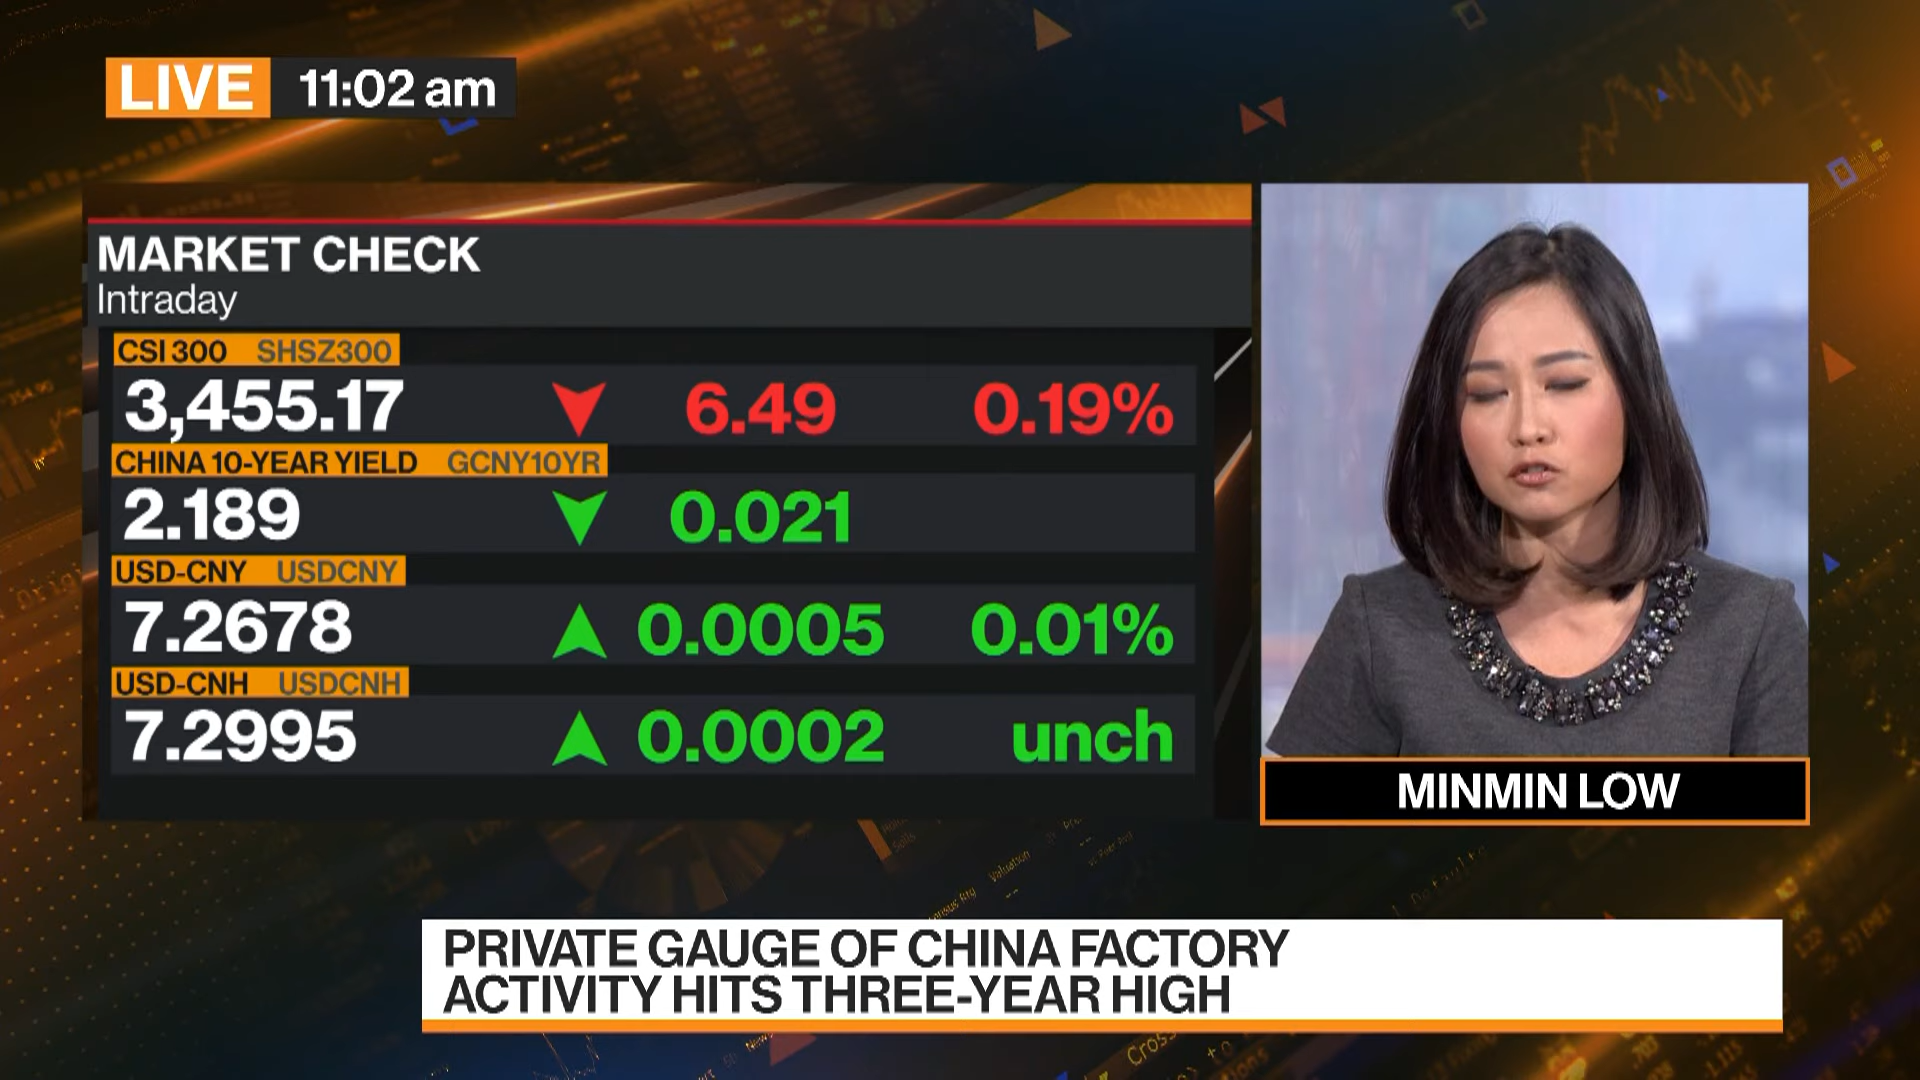 LIVE 11:02 am
MARKET CHECK
Intraday
CSI 300 SHSZ300
3,455.17 6.49 0.19%
CHINA 10-YEAR YIELD GCNY10YR
2.189 0.021
USD-CNY USDCNY
7.2678 0.0005 0.01%
USD-CNH USDCNH
7.2995 0.0002 unch
MINMIN LOW
Valuation
PRIVATE GAUGE OF CHINA FACTORY
ACTIVITY HITS THREE-YEAR HIGH